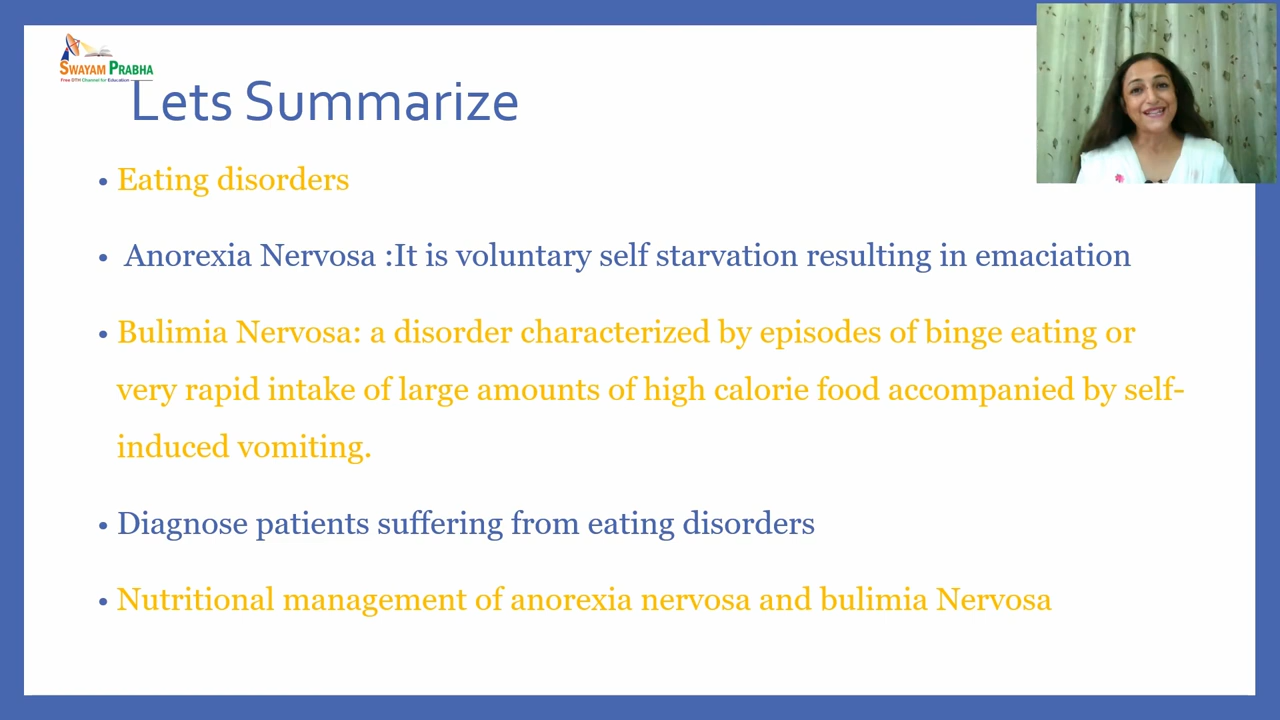 SWAYAM PRABHA
Free DTH Channel for Education
Lets Summarize
• Eating disorders
• Anorexia Nervosa :It is voluntary self starvation resulting in emaciation
• Bulimia Nervosa: a disorder characterized by episodes of binge eating or
very rapid intake of large amounts of high calorie food accompanied by self-
induced vomiting.
• Diagnose patients suffering from eating disorders
• Nutritional management of anorexia nervosa and bulimia Nervosa